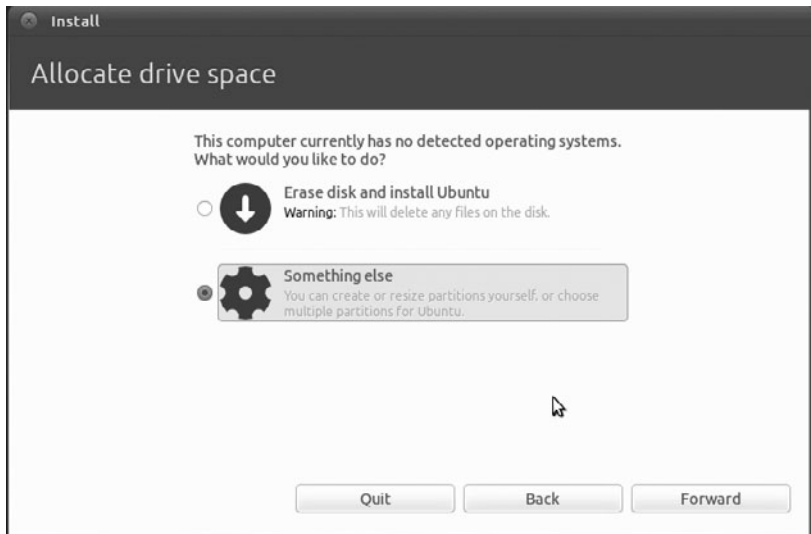 Install
Allocate drive space
This computer currently has no detected operating systems.
What would you like to do?
Erase disk and install Ubuntu
Warning: This will delete any files on the disk.
Something else
You can create or resize partitions yourself, or choose
multiple partitions for Ubuntu.
Quit Back Forward